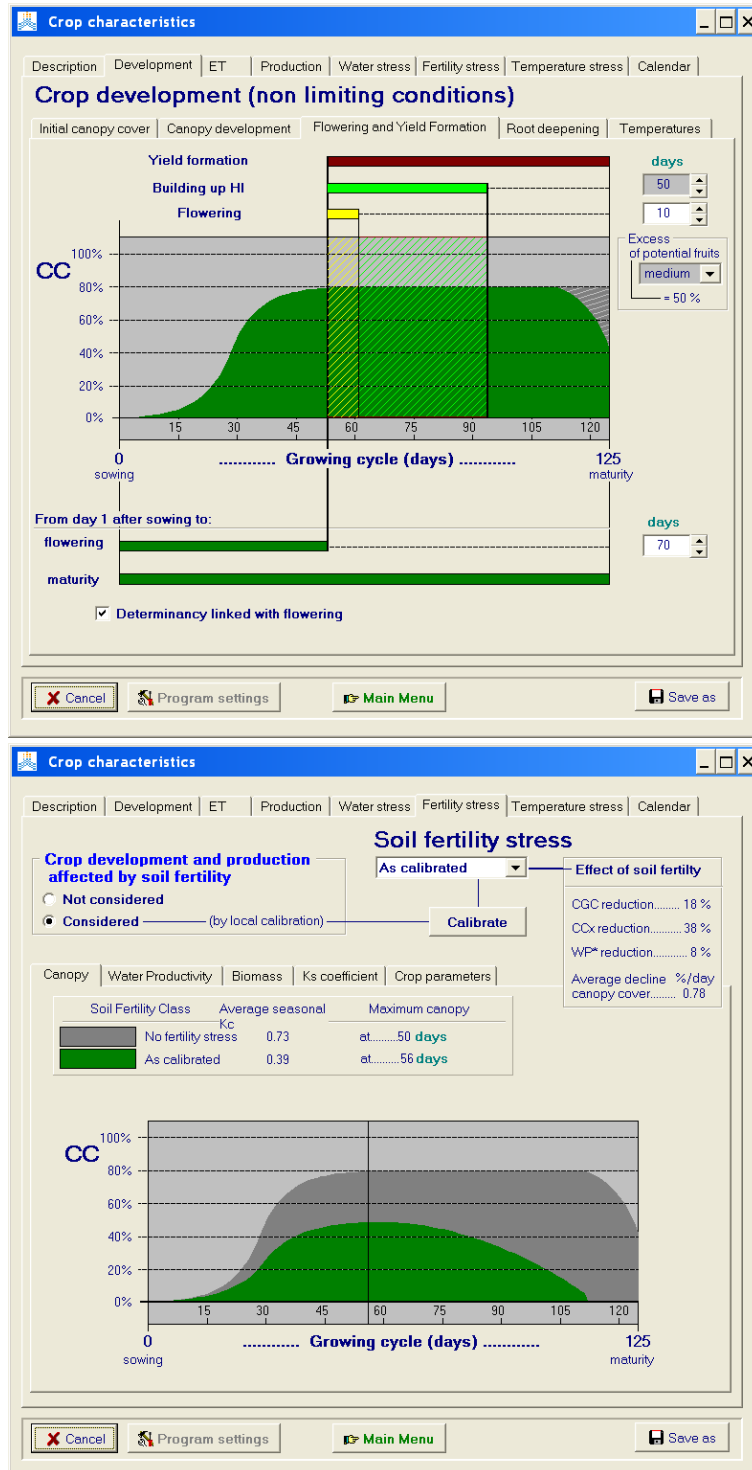 Crop characteristics
Description Development ET Production Water stress Fertility stress Temperature stress Calendar
Crop development (non limiting conditions)
Initial canopy cover Canopy development Flowering and Yield Formation Root deepening Temperatures
Yield formation days
Building up HI 50
Flowering 10
Excess
of potential fruits
medium
= 50 %
CC
100%
80%
60%
40%
20%
0%
15 30 45 60 75 90 105 120
0 ............ Growing cycle (days) ............ 125
sowing maturity
From day 1 after sowing to: days
flowering 70
maturity
Determinancy linked with flowering
Cancel Program settings Main Menu Save as
Crop characteristics
Description Development ET Production Water stress Fertility stress Temperature stress Calendar
Soil fertility stress
Crop development and production
affected by soil fertility
Not considered
Considered (by local calibration)
As calibrated
Calibrate
Effect of soil fertilty
CGC reduction........ 18 %
CCx reduction......... 38 %
WP* reduction........... 8 %
Average decline %/day
canopy cover....... 0.78
Canopy Water Productivity Biomass Ks coefficient Crop parameters
Soil Fertility Class Average seasonal Maximum canopy
Kc
No fertility stress 0.73 at.........50 days
As calibrated 0.39 at..........56 days
CC
100%
80%
60%
40%
20%
0%
15 30 45 60 75 90 105 120
0 ............ Growing cycle (days) ............ 125
sowing maturity
Cancel Program settings Main Menu Save as